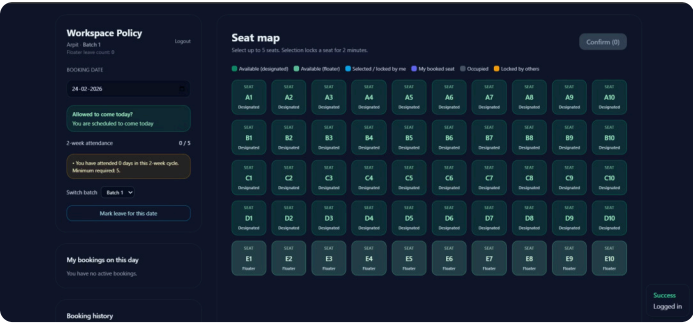 Workspace Policy
Arpit · Batch 1
Floater leave count: 0
Logout
BOOKING DATE
24-02-2026
Allowed to come today?
You are scheduled to come today
2-week attendance
0 / 5
• You have attended 0 days in this 2-week cycle.
Minimum required: 5.
Switch batch
Batch 1
Mark leave for this date
My bookings on this day
You have no active bookings.
Booking history
Seat map
Select up to 5 seats. Selection locks a seat for 2 minutes.
Confirm (0)
Available (designated) Available (floater) Selected / locked by me My booked seat Occupied Locked by others
SEAT SEAT SEAT SEAT SEAT SEAT SEAT SEAT SEAT SEAT
A1 A2 A3 A4 A5 A6 A7 A8 A9 A10
Designated Designated Designated Designated Designated Designated Designated Designated Designated Designated
SEAT SEAT SEAT SEAT SEAT SEAT SEAT SEAT SEAT SEAT
B1 B2 B3 B4 B5 B6 B7 B8 B9 B10
Designated Designated Designated Designated Designated Designated Designated Designated Designated Designated
SEAT SEAT SEAT SEAT SEAT SEAT SEAT SEAT SEAT SEAT
C1 C2 C3 C4 C5 C6 C7 C8 C9 C10
Designated Designated Designated Designated Designated Designated Designated Designated Designated Designated
SEAT SEAT SEAT SEAT SEAT SEAT SEAT SEAT SEAT SEAT
D1 D2 D3 D4 D5 D6 D7 D8 D9 D10
Designated Designated Designated Designated Designated Designated Designated Designated Designated Designated
SEAT SEAT SEAT SEAT SEAT SEAT SEAT SEAT SEAT SEAT
E1 E2 E3 E4 E5 E6 E7 E8 E9 E10
Floater Floater Floater Floater Floater Floater Floater Floater Floater Floater
Success
Logged in